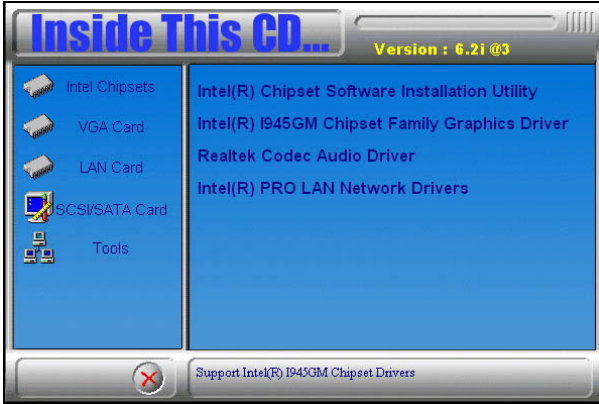 Inside This CD...
Version : 6.2i @3
Intel Chipsets
VGA Card
LAN Card
SCSI/SATA Card
Tools
Intel(R) Chipset Software Installation Utility
Intel(R) I945GM Chipset Family Graphics Driver
Realtek Codec Audio Driver
Intel(R) PRO LAN Network Drivers
Support Intel(R) I945GM Chipset Drivers